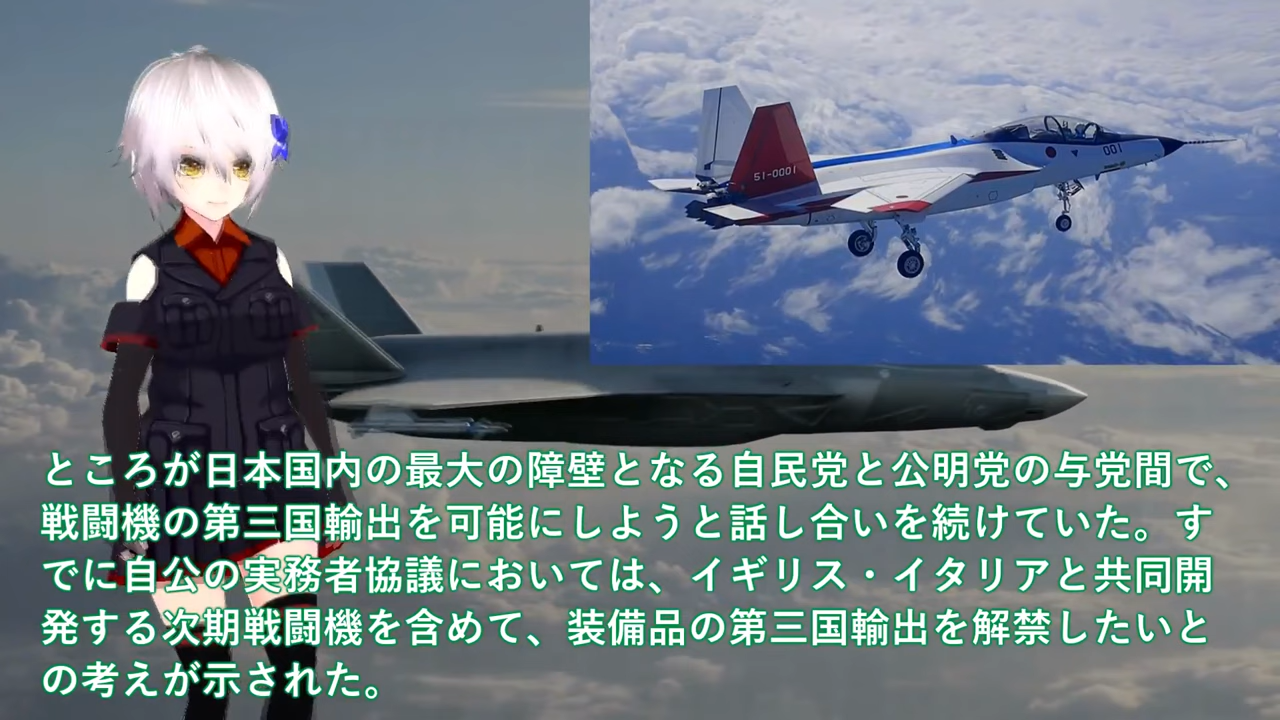 001
51-0001
ところが日本国内の最大の障壁となる自民党と公明党の与党間で、
戦闘機の第三国輸出を可能にしようと話し合いを続けていた。す
でに自公の実務者協議においては、イギリス・イタリアと共同開
発する次期戦闘機を含めて、装備品の第三国輸出を解禁したいと
の考えが示された。